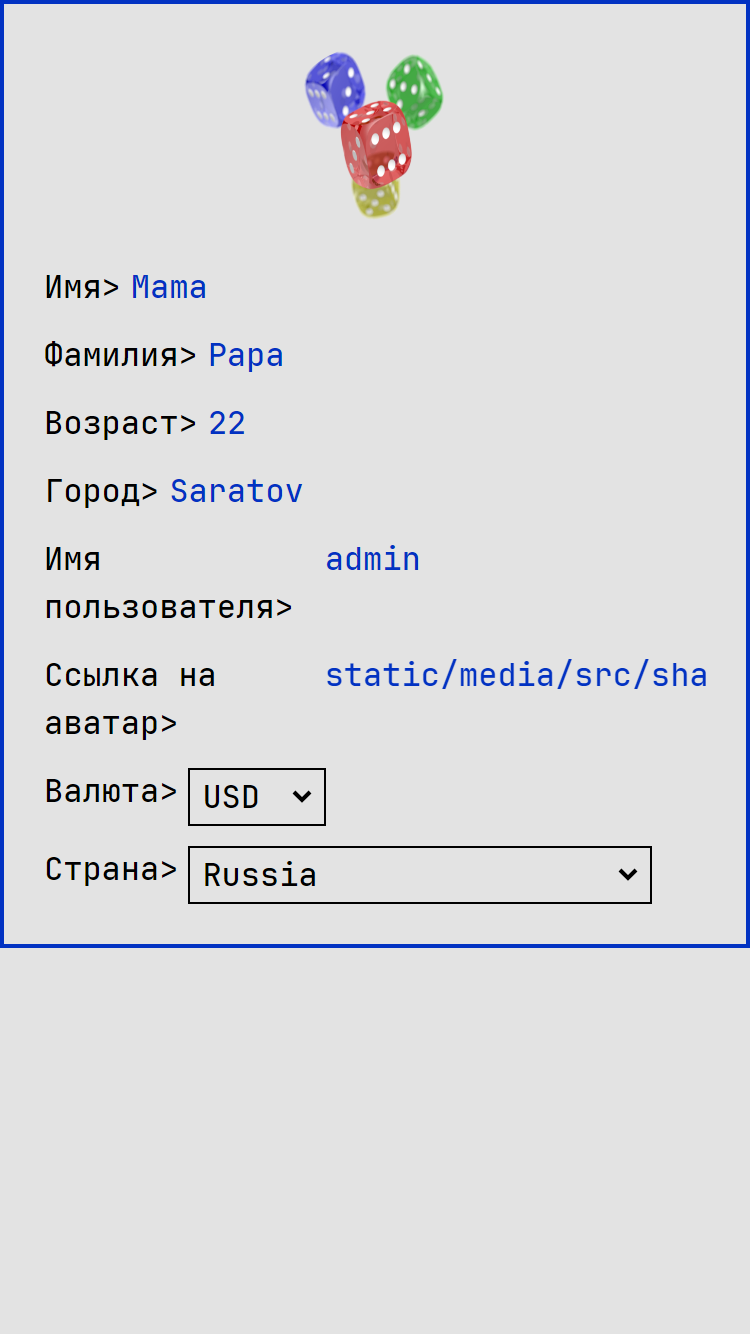 Имя> Mama
Фамилия> Papa
Возраст> 22
Город> Saratov
Имя admin
пользователя>
Ссылка на static/media/src/sha
аватар>
Валюта> USD
Страна> Russia